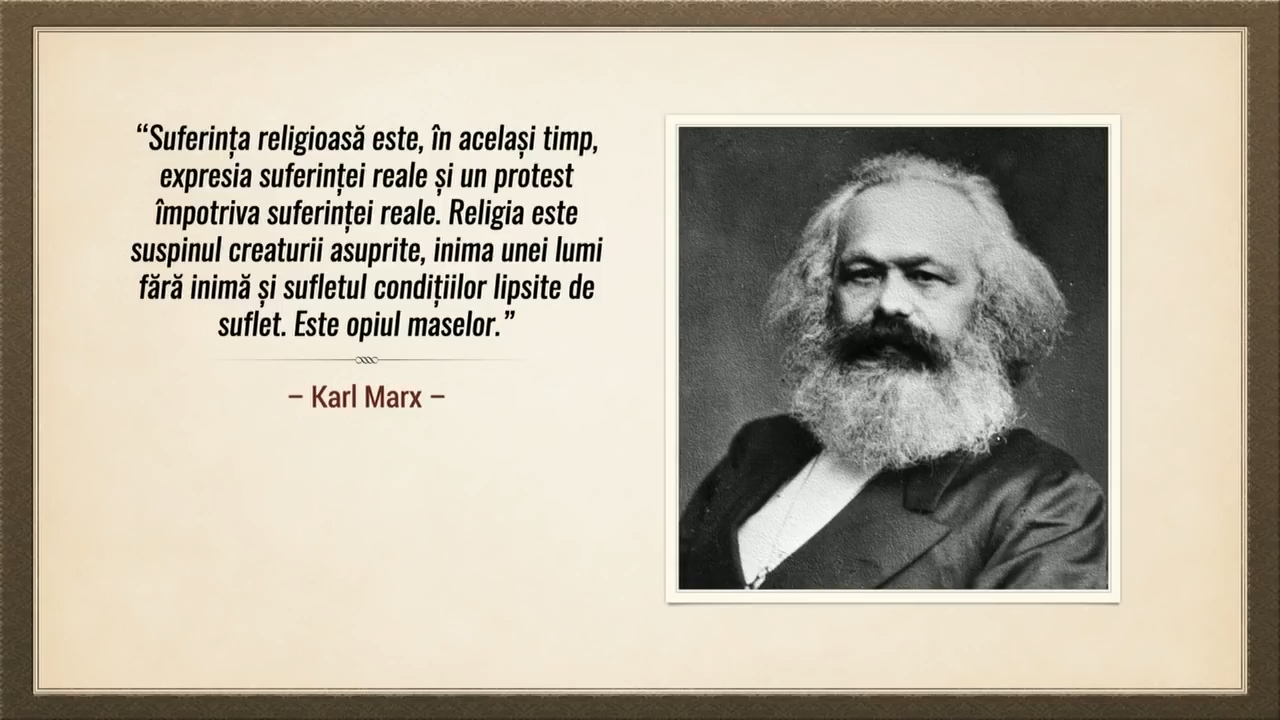 “Suferința religioasă este, în același timp,
expresia suferinței reale și un protest
împotriva suferinței reale. Religia este
suspinul creaturii asuprite, inima unei lumi
fără inimă și sufletul condițiilor lipsite de
suflet. Este opiul maselor.”
– Karl Marx –